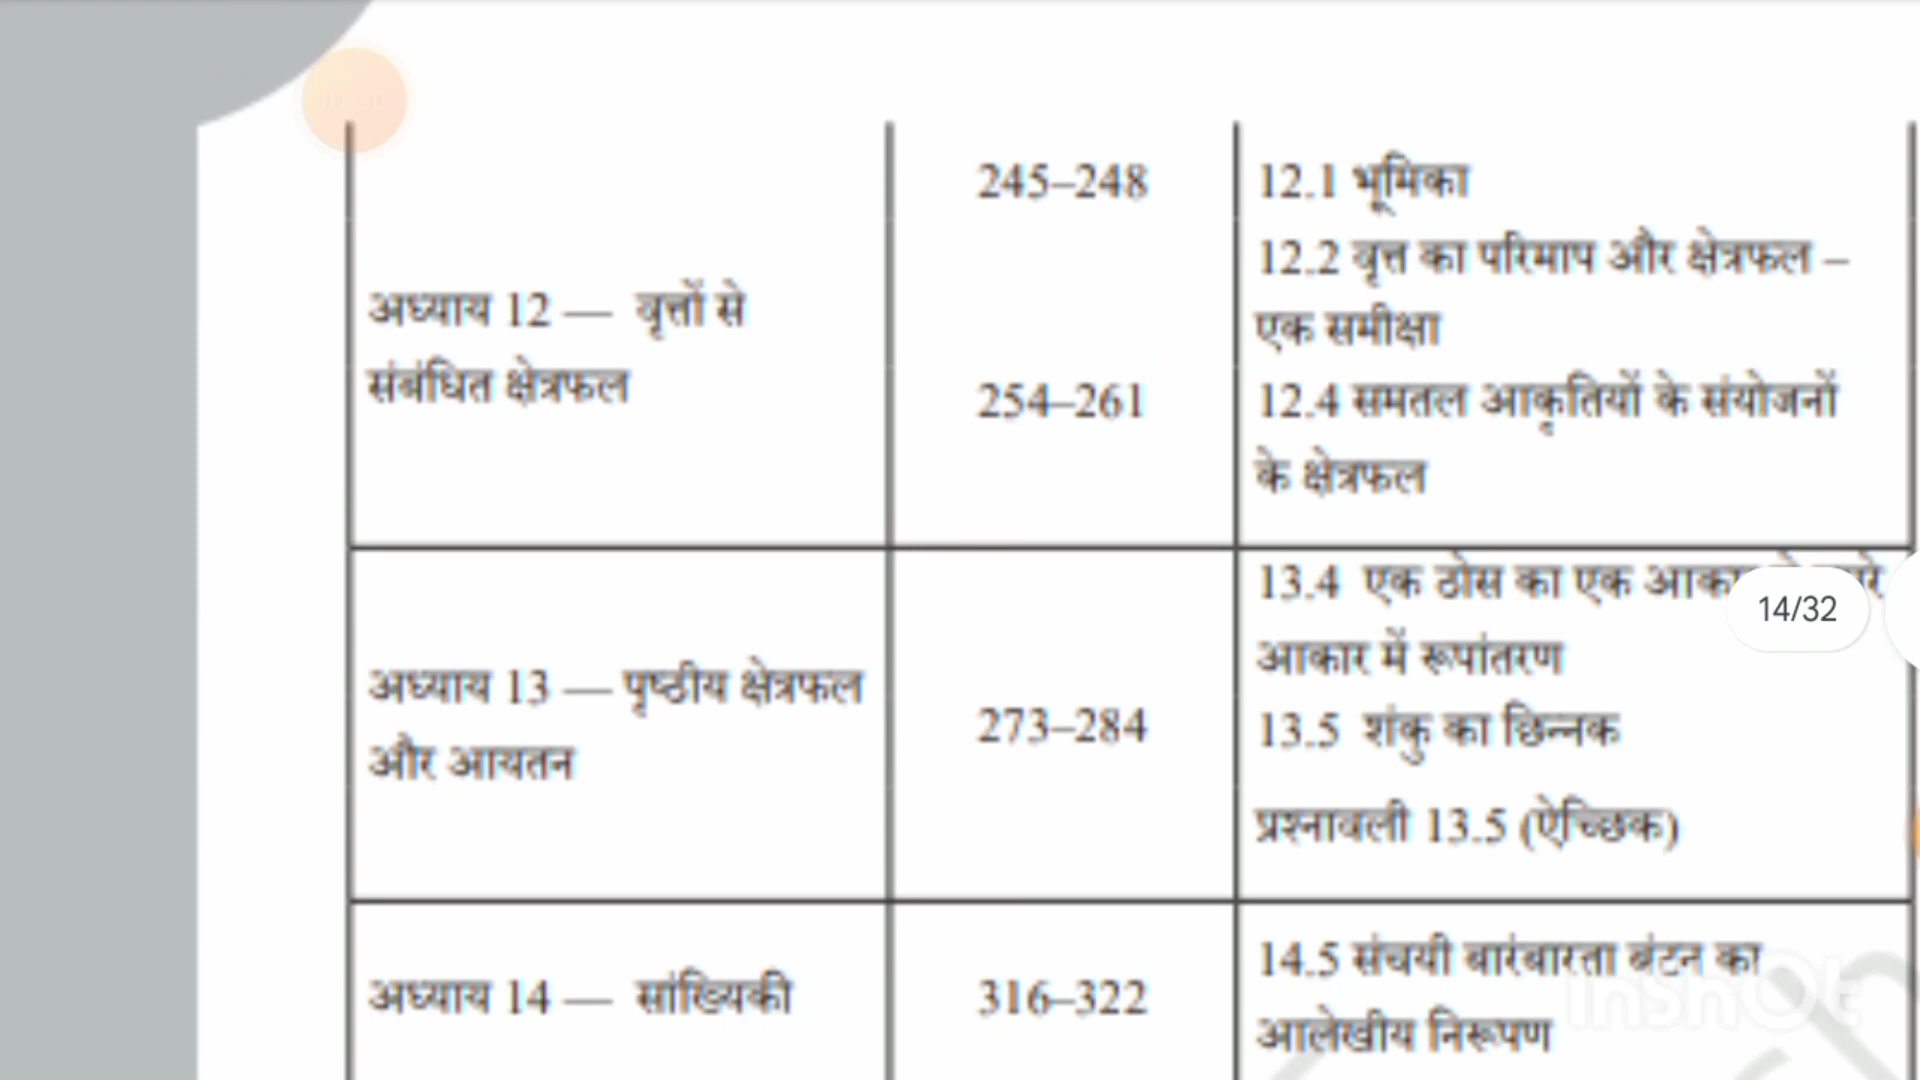 245–248
12.1 भूमिका
12.2 वृत्त का परिमाप और क्षेत्रफल –
एक समीक्षा
अध्याय 12 — वृत्तों से
संबंधित क्षेत्रफल
254–261
12.4 समतल आकृतियों के संयोजनों
के क्षेत्रफल
13.4 एक ठोस का एक
आकार में रूपांतरण
14/32
अध्याय 13 — पृष्ठीय क्षेत्रफल
और आयतन
273–284
13.5 शंकु का छिन्नक
प्रश्नावली 13.5 (ऐच्छिक)
14.5 संचयी बारंबारता बंटन का
आलेखीय निरूपण
अध्याय 14 — सांख्यिकी
316–322
InShOt